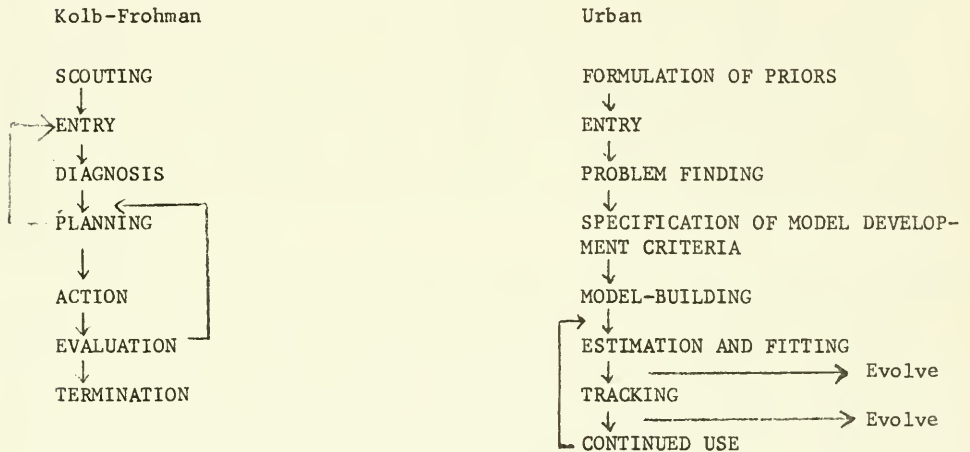 Kolb-Frohman
SCOUTING
ENTRY
DIAGNOSIS
PLANNING
ACTION
EVALUATION
TERMINATION
Urban
FORMULATION OF PRIORS
ENTRY
PROBLEM FINDING
SPECIFICATION OF MODEL DEVELOP-
MENT CRITERIA
MODEL-BUILDING
ESTIMATION AND FITTING
Evolve
TRACKING
Evolve
CONTINUED USE